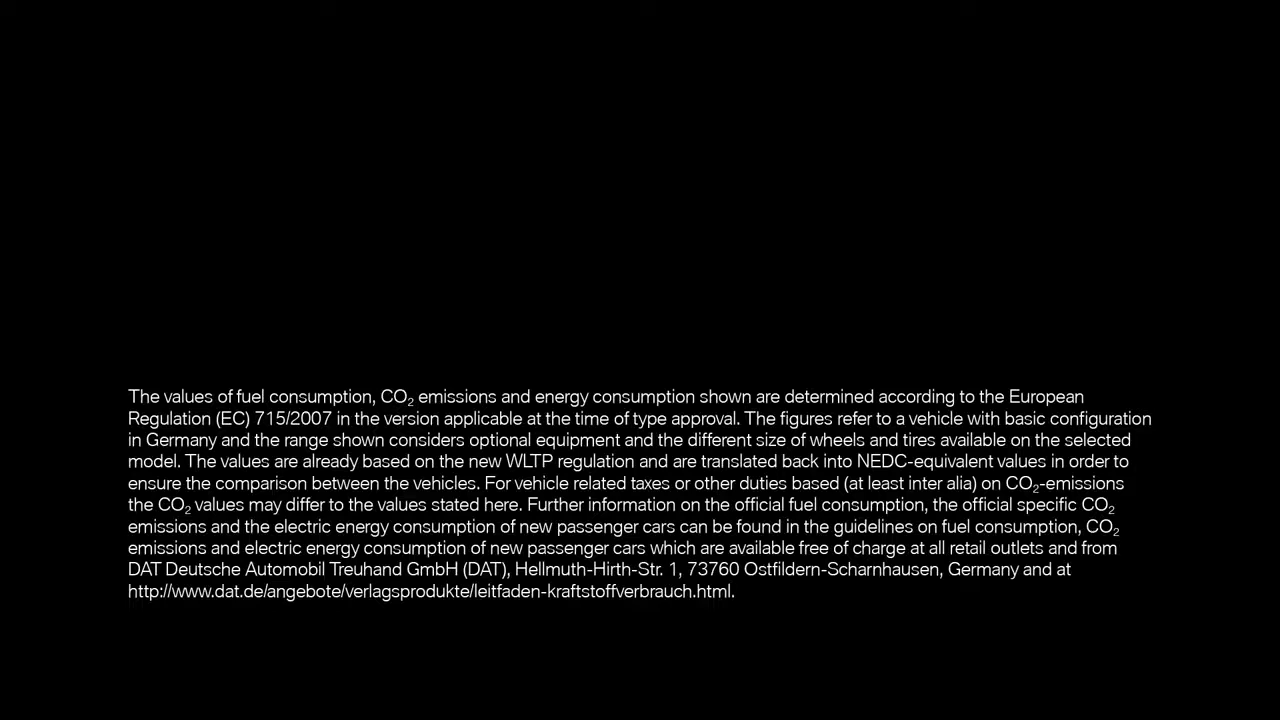 The values of fuel consumption, CO₂ emissions and energy consumption shown are determined according to the European
Regulation (EC) 715/2007 in the version applicable at the time of type approval. The figures refer to a vehicle with basic configuration
in Germany and the range shown considers optional equipment and the different size of wheels and tires available on the selected
model. The values are already based on the new WLTP regulation and are translated back into NEDC-equivalent values in order to
ensure the comparison between the vehicles. For vehicle related taxes or other duties based (at least inter alia) on CO₂-emissions
the CO₂ values may differ to the values stated here. Further information on the official fuel consumption, the official specific CO₂
emissions and the electric energy consumption of new passenger cars can be found in the guidelines on fuel consumption, CO₂
emissions and electric energy consumption of new passenger cars which are available free of charge at all retail outlets and from
DAT Deutsche Automobil Treuhand GmbH (DAT), Hellmuth-Hirth-Str. 1, 73760 Ostfildern-Scharnhausen, Germany and at
http://www.dat.de/angebote/verlagsprodukte/leitfaden-kraftstoffverbrauch.html.